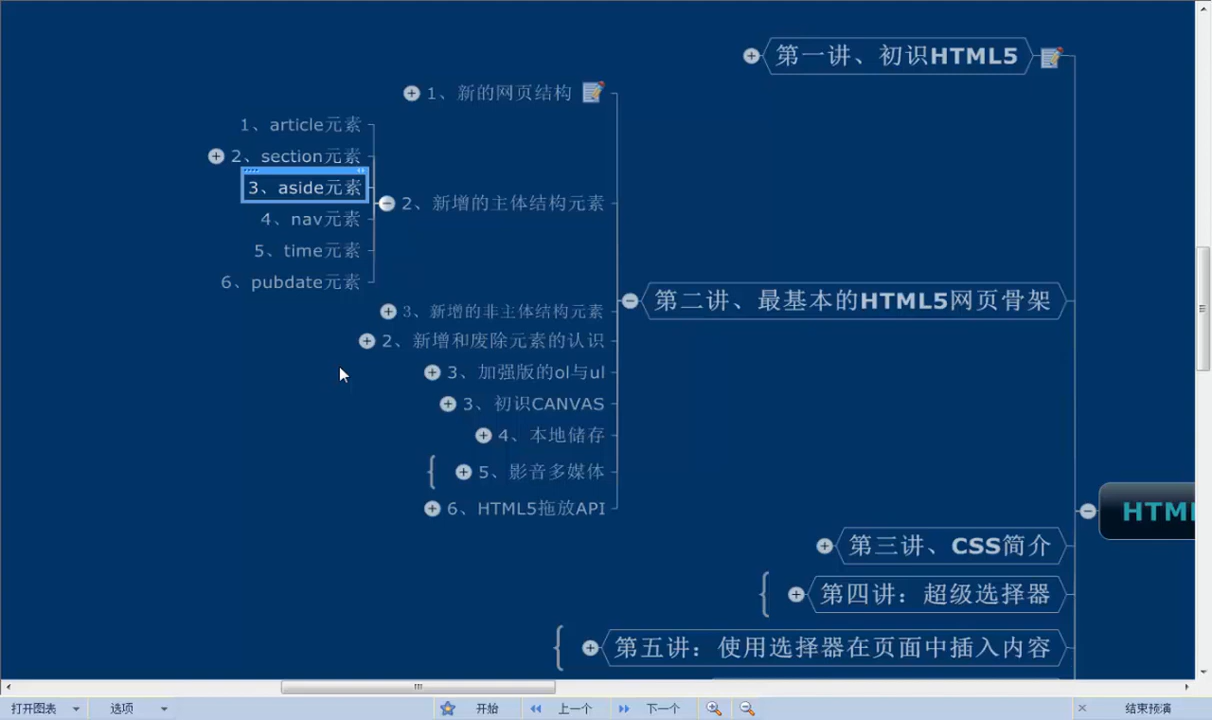 第一讲、初识HTML5
1、新的网页结构
1、article元素
2、section元素
3、aside元素
2、新增的主体结构元素
4、nav元素
5、time元素
6、pubdate元素
第二讲、最基本的HTML5网页骨架
3、新增的非主体结构元素
2、新增和废除元素的认识
3、加强版的ol与ul
3、初识CANVAS
4、本地储存
5、影音多媒体
6、HTML5拖放API
HTML
第三讲、CSS简介
第四讲：超级选择器
第五讲：使用选择器在页面中插入内容
打开图表 选项 开始 上一个 下一个 结束预演